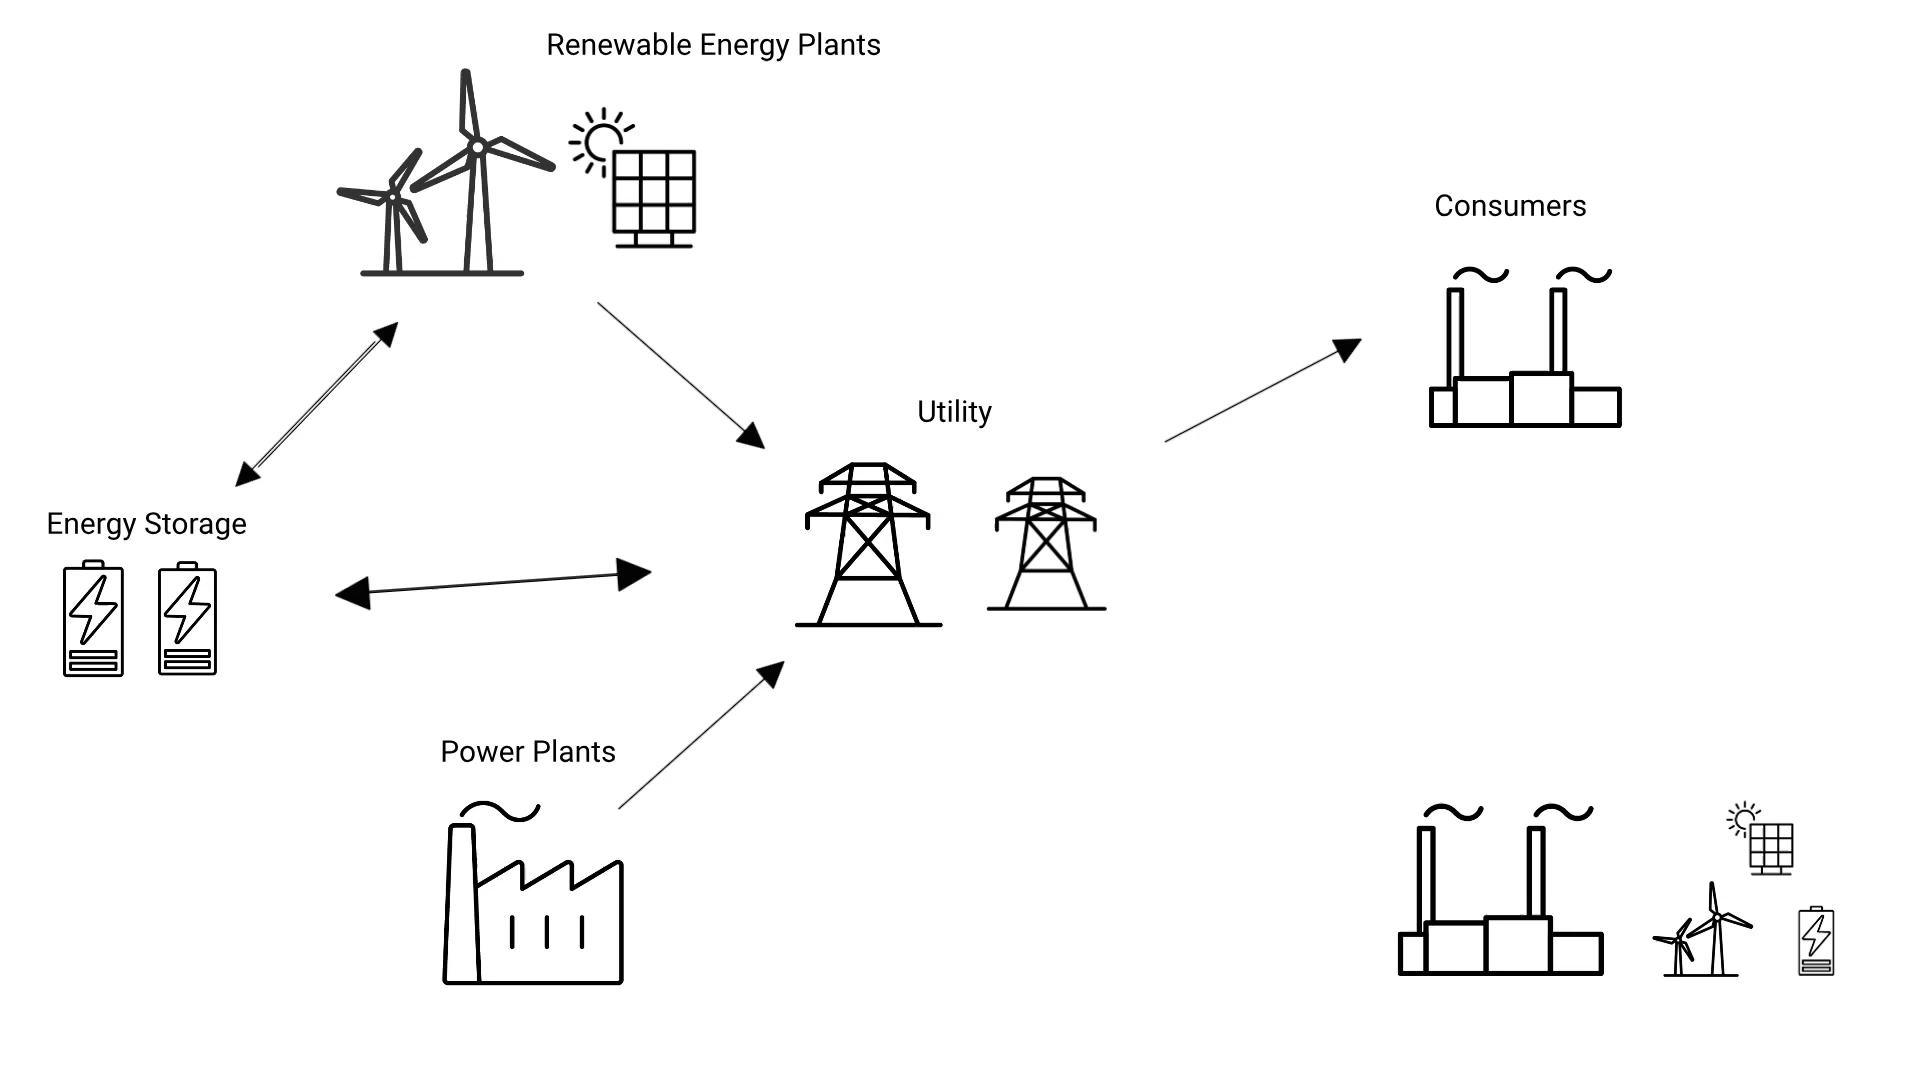 Renewable Energy Plants
Consumers
Utility
Energy Storage
Power Plants